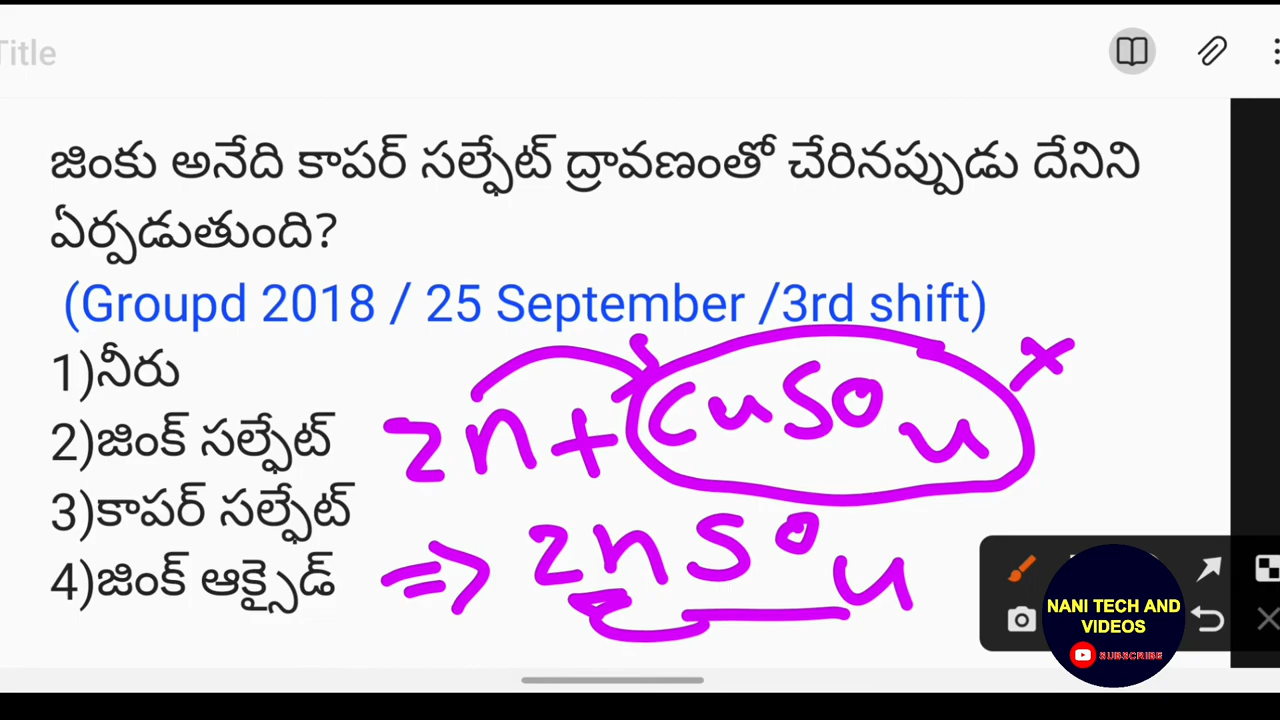 Title
జింకు అనేది కాపర్ సల్ఫేట్ ద్రావణంతో చేరినప్పుడు దేనిని
ఏర్పడుతుంది?
(Groupd 2018 / 25 September /3rd shift)
1)నీరు
2)జింక్ సల్ఫేట్
3)కాపర్ సల్ఫేట్
4)జింక్ ఆక్సైడ్
Zn+CuSO4
⇒ZnSO4
NANI TECH AND
VIDEOS
SUBSCRIBE